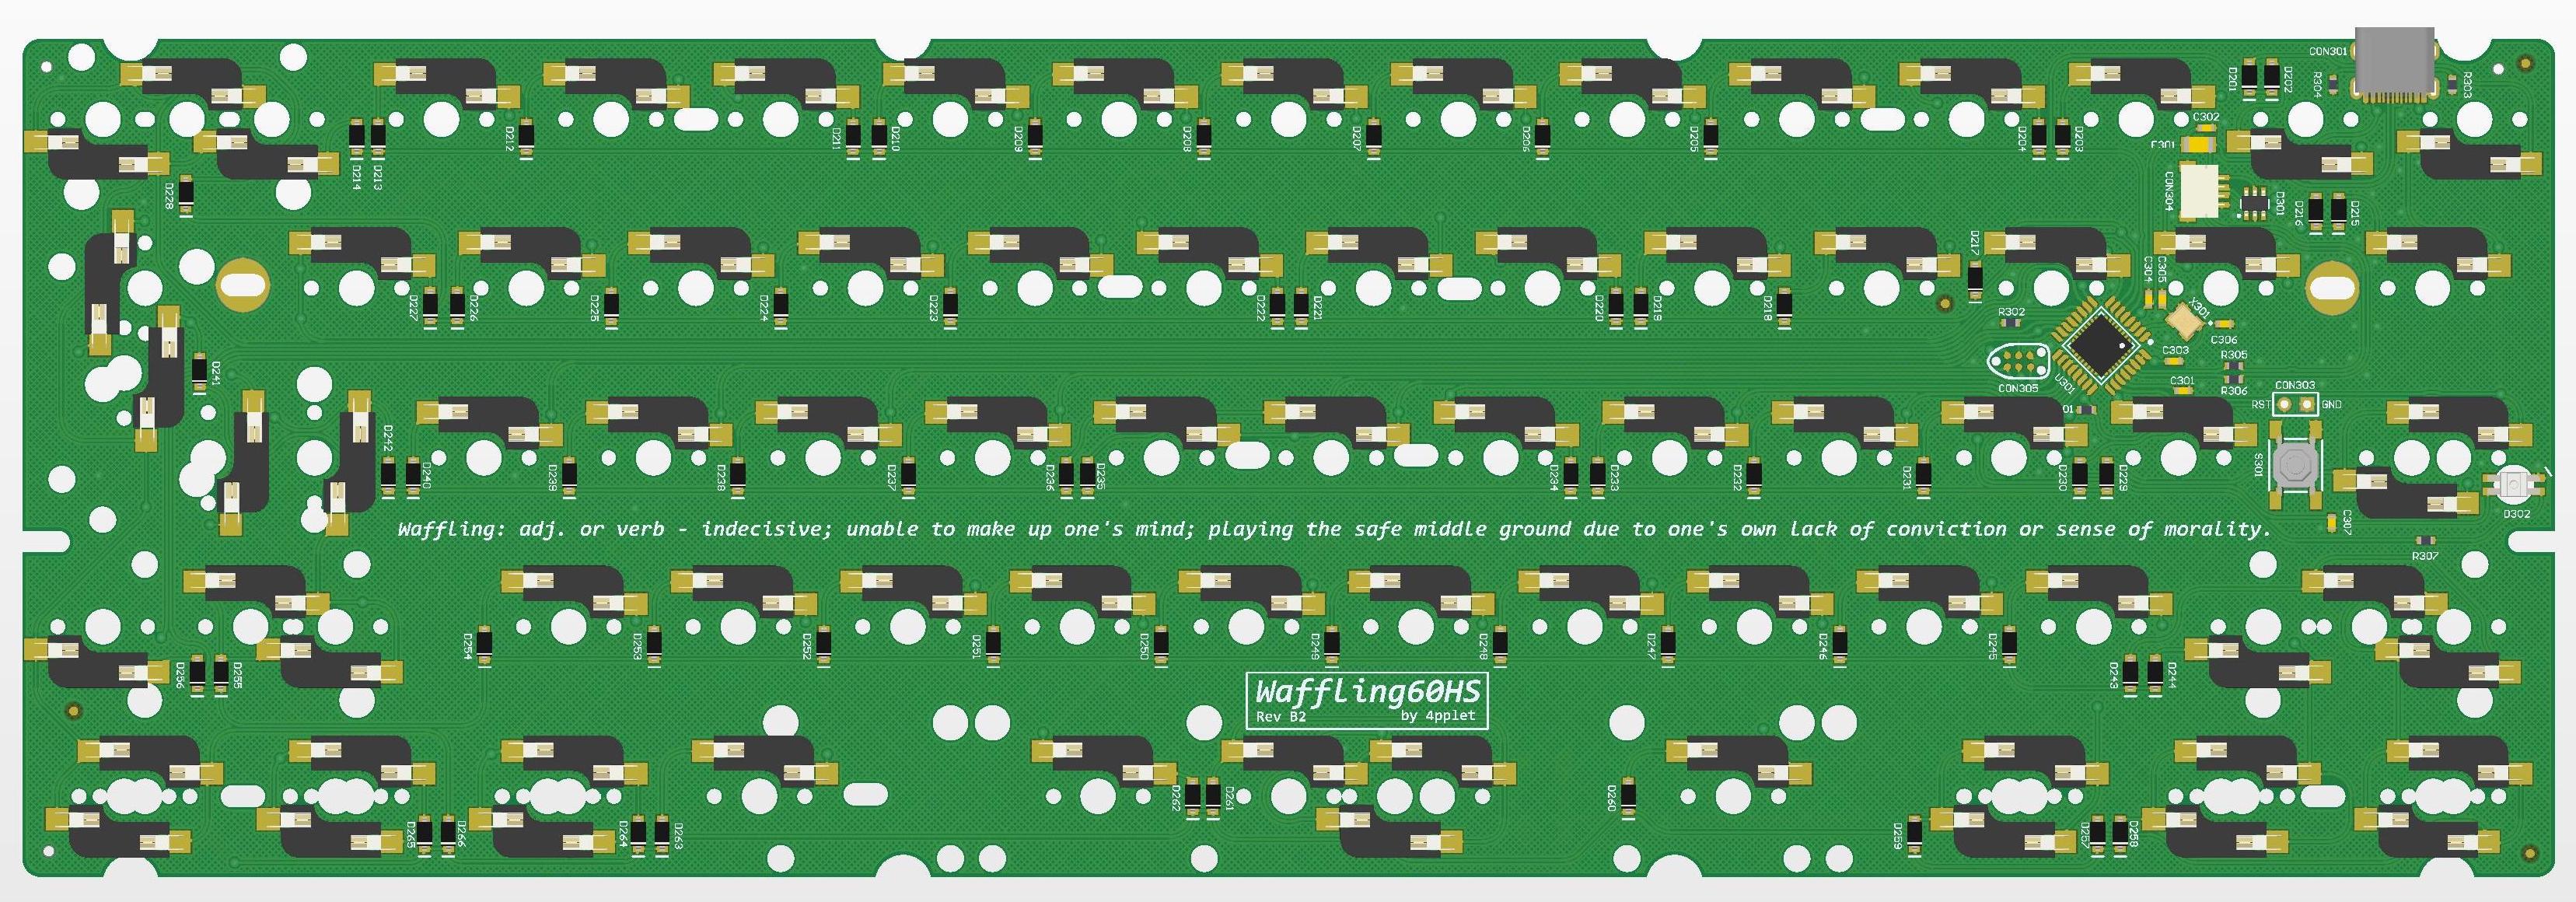 CON301
D201
D202
R304
R303
C302
F301
D214
D213
D212
D211
D210
D209
D208
D207
D206
D205
D204
D203
D228
CON304
D301
D216
D215
D217
C304
C305
D227
D226
D225
D224
D223
D222
D221
D220
D219
D218
R302
X301
C306
C303
R305
D241
CON305
U301
C301
R306
CON303
RST
GND
01
D242
D240
D239
D238
D237
D236
D235
D234
D233
D232
D231
D230
D229
S301
D302
C307
Waffling: adj. or verb - indecisive; unable to make up one's mind; playing the safe middle ground due to one's own lack of conviction or sense of morality.
R307
D254
D253
D252
D251
D250
D249
D248
D247
D246
D245
D256
D255
D243
D244
Waffling60HS
Rev B2 by 4pplet
D262
D261
D260
D265
D266
D264
D263
D259
D257
D258